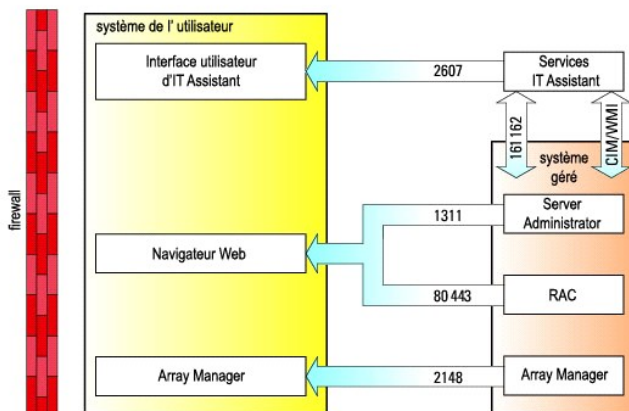 système de l' utilisateur
Interface utilisateur
d'IT Assistant
2607
Services
IT Assistant
161 162
CIM/WMI
système
géré
firewall
1311
Server
Administrator
Navigateur Web
80 443
RAC
Array Manager
2148
Array Manager